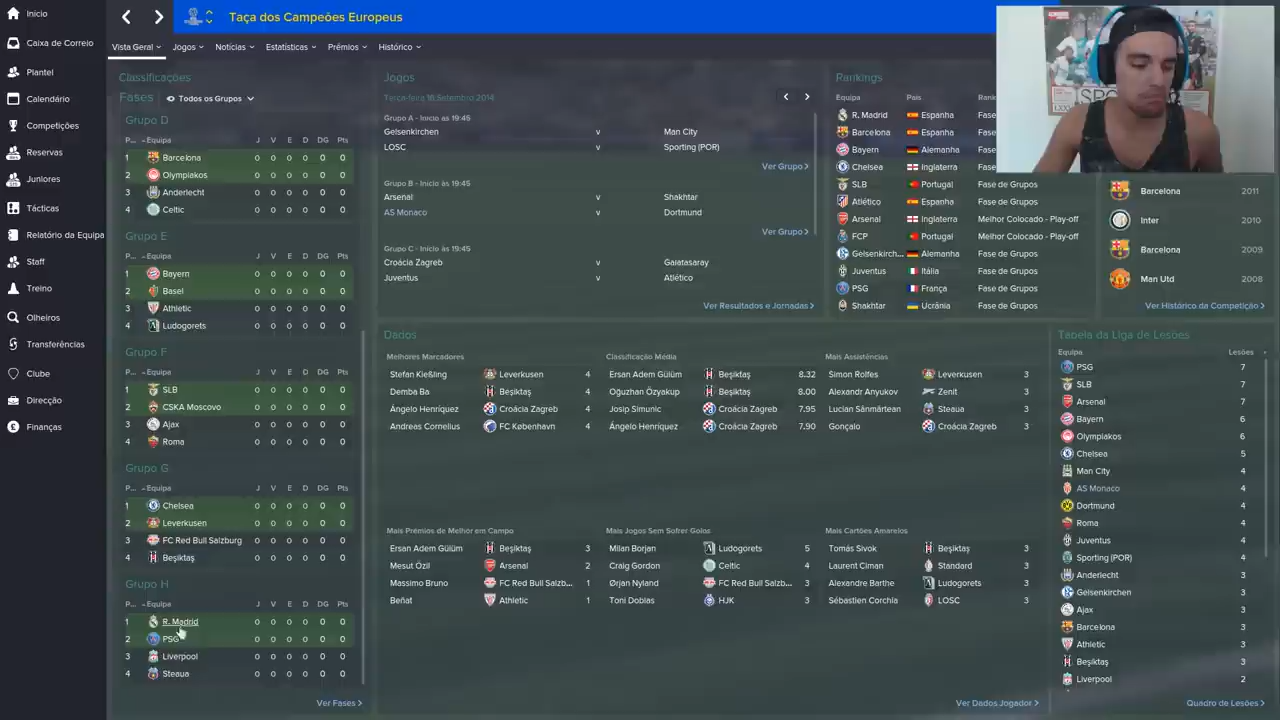 Início
Caixa de Correio
Plantel
Calendário
Competições
Reservas
Juniores
Tácticas
Relatório da Equipa
Staff
Treino
Olheiros
Transferências
Clube
Direcção
Finanças
Taça dos Campeões Europeus
Vista Geral
Jogos
Notícias
Estatísticas
Prémios
Histórico
Classificações
Fases
Todos os Grupos
Grupo D
P... Equipa J V E D DG Pts
1 Barcelona 0 0 0 0 0 0
2 Olympiakos 0 0 0 0 0 0
3 Anderlecht 0 0 0 0 0 0
4 Celtic 0 0 0 0 0 0
Grupo E
P... Equipa J V E D DG Pts
1 Bayern 0 0 0 0 0 0
2 Basel 0 0 0 0 0 0
3 Athletic 0 0 0 0 0 0
4 Ludogorets 0 0 0 0 0 0
Grupo F
P... Equipa J V E D DG Pts
1 SLB 0 0 0 0 0 0
2 CSKA Moscovo 0 0 0 0 0 0
3 Ajax 0 0 0 0 0 0
4 Roma 0 0 0 0 0 0
Grupo G
P... Equipa J V E D DG Pts
1 Chelsea 0 0 0 0 0 0
2 Leverkusen 0 0 0 0 0 0
3 FC Red Bull Salzburg 0 0 0 0 0 0
4 Beşiktaş 0 0 0 0 0 0
Grupo H
P... Equipa J V E D DG Pts
1 R. Madrid 0 0 0 0 0 0
2 PSG 0 0 0 0 0 0
3 Liverpool 0 0 0 0 0 0
4 Steaua 0 0 0 0 0 0
Ver Fases
Jogos
Terça-feira 16 Setembro 2014
Grupo A - Início às 19:45
Gelsenkirchen v Man City
LOSC v Sporting (POR)
Ver Grupo
Grupo B - Início às 19:45
Arsenal v Shakhtar
AS Monaco v Dortmund
Ver Grupo
Grupo C - Início às 19:45
Croácia Zagreb v Galatasaray
Juventus v Atlético
Ver Resultados e Jornadas
Rankings
Equipa País
R. Madrid Espanha
Barcelona Espanha
Bayern Alemanha
Chelsea Inglaterra
SLB Portugal Fase de Grupos
Atlético Espanha Fase de Grupos
Arsenal Inglaterra Melhor Colocado - Play-off
FCP Portugal Melhor Colocado - Play-off
Gelsenkirc... Alemanha Fase de Grupos
Juventus Itália Fase de Grupos
PSG França Fase de Grupos
Shakhtar Ucrânia Fase de Grupos
Barcelona 2011
Inter 2010
Barcelona 2009
Man Utd 2008
Ver Histórico da Competição
Dados
Melhores Marcadores
Stefan Kießling Leverkusen 4
Demba Ba Beşiktaş 4
Ángelo Henríquez Croácia Zagreb 4
Andreas Cornelius FC København 4
Classificação Média
Ersan Adem Gülüm Beşiktaş 8.32
Oğuzhan Özyakup Beşiktaş 8.00
Josip Simunic Croácia Zagreb 7.95
Ángelo Henríquez Croácia Zagreb 7.90
Mais Assistências
Simon Rolfes Leverkusen 3
Alexandr Anyukov Zenit 3
Lucian Sânmărtean Steaua 3
Gonçalo Croácia Zagreb 3
Mais Prémios de Melhor em Campo
Ersan Adem Gülüm Beşiktaş 3
Mesut Özil Arsenal 2
Massimo Bruno FC Red Bull Salzb... 1
Beñat Athletic 1
Mais Jogos Sem Sofrer Golos
Milan Borjan Ludogorets 5
Craig Gordon Celtic 4
Ørjan Nyland FC Red Bull Salzb... 3
Toni Dobias HJK 3
Mais Cartões Amarelos
Tomás Sivok Beşiktaş 3
Laurent Ciman Standard 3
Alexandre Barthe Ludogorets 3
Sébastien Corchia LOSC 3
Ver Dados Jogador
Tabela da Liga de Lesões
Equipa Lesões
PSG 7
SLB 7
Arsenal 7
Bayern 6
Olympiakos 6
Chelsea 5
Man City 4
AS Monaco 4
Dortmund 4
Roma 4
Juventus 4
Sporting (POR) 4
Anderlecht 3
Gelsenkirchen 3
Ajax 3
Barcelona 3
Athletic 3
Beşiktaş 3
Liverpool 2
Quadro de Lesões